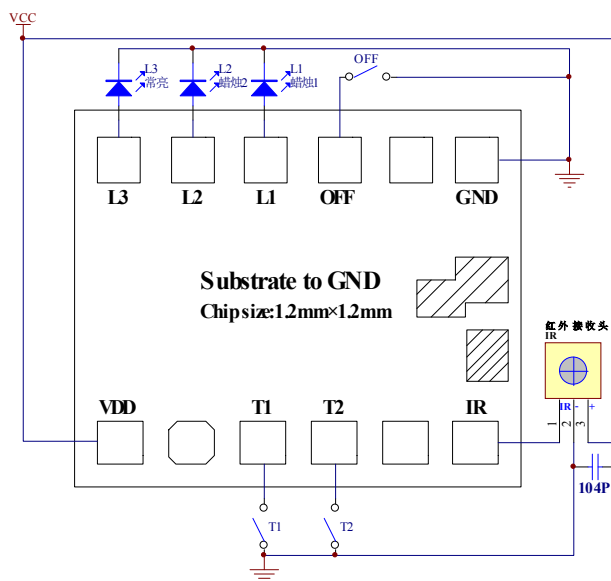 VCC
L3
常亮
L2
蜡烛2
L1
蜡烛1
OFF
L3
L2
L1
OFF
GND
Substrate to GND
Chip size:1.2mm×1.2mm
红外接收头
IR
VDD
T1
T2
IR
IR - +
1
2
3
104P
T1
T2